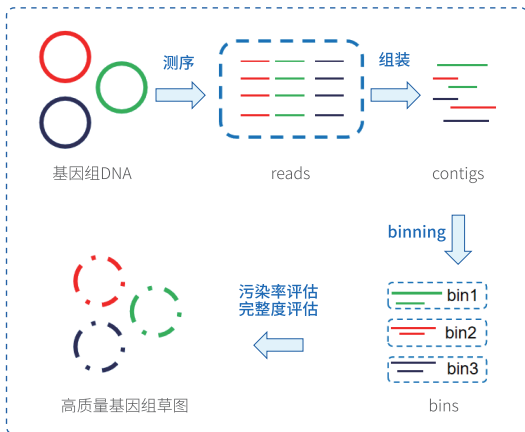 测序
组装
基因组DNA
reads
contigs
binning
bin1
bin2
bin3
bins
污染率评估
完整度评估
高质量基因组草图